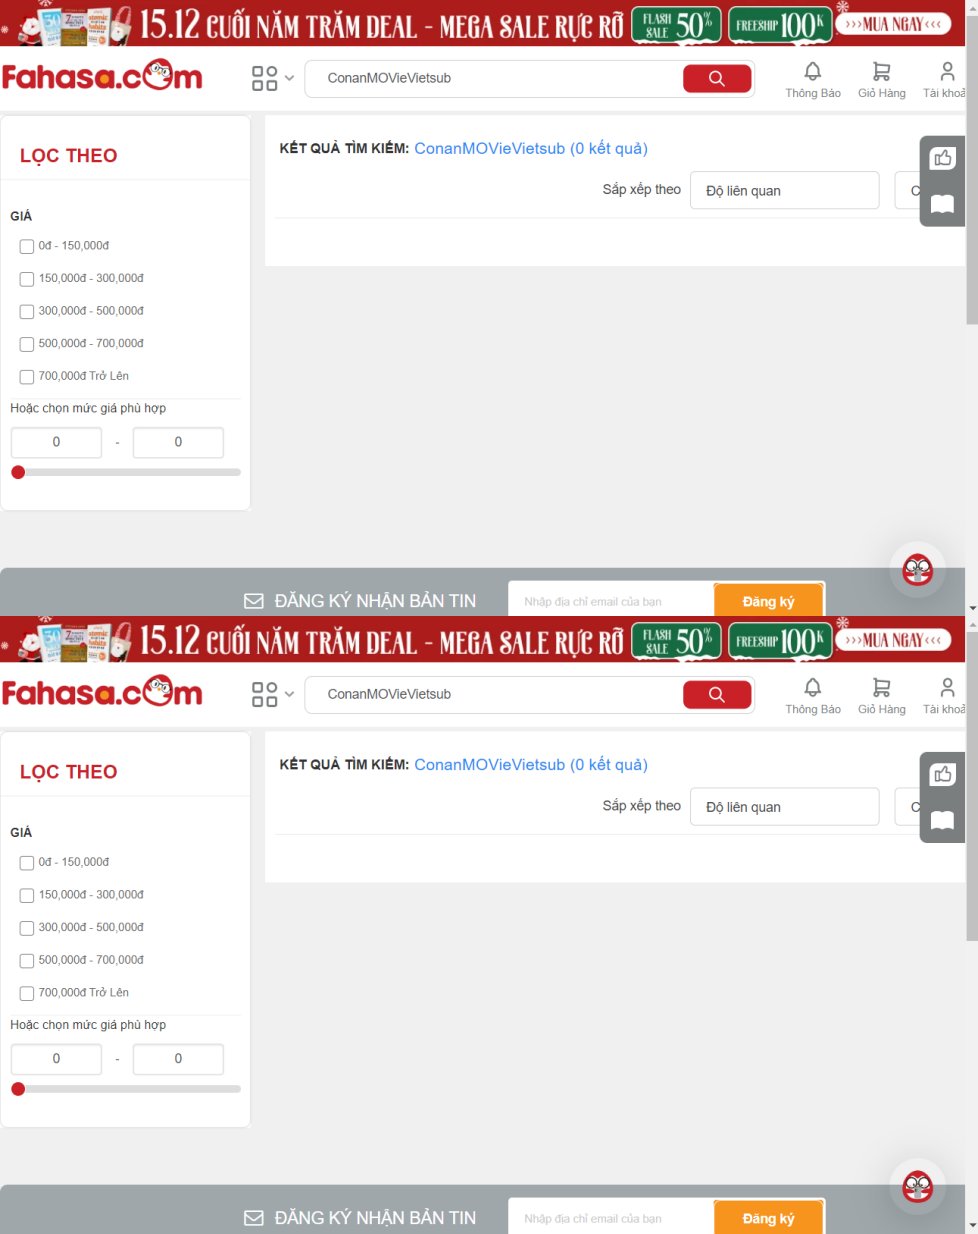 15.12 CUỐI NĂM TRĂM DEAL - MEGA SALE RỰC RỠ FLASH SALE 50% FREESHIP 100K >>>MUA NGAY<<<
Fahasa.com
ConanMOVieVietsub
Thông Báo Giỏ Hàng Tài khoả
LỌC THEO
KẾT QUẢ TÌM KIẾM: ConanMOVieVietsub (0 kết quả)
Sắp xếp theo Độ liên quan C
GIÁ
0đ - 150,000đ
150,000đ - 300,000đ
300,000đ - 500,000đ
500,000đ - 700,000đ
700,000đ Trở Lên
Hoặc chọn mức giá phù hợp
0 - 0
ĐĂNG KÝ NHẬN BẢN TIN Nhập địa chỉ email của bạn Đăng ký
15.12 CUỐI NĂM TRĂM DEAL - MEGA SALE RỰC RỠ FLASH SALE 50% FREESHIP 100K >>>MUA NGAY<<<
Fahasa.com
ConanMOVieVietsub
Thông Báo Giỏ Hàng Tài khoả
LỌC THEO
KẾT QUẢ TÌM KIẾM: ConanMOVieVietsub (0 kết quả)
Sắp xếp theo Độ liên quan C
GIÁ
0đ - 150,000đ
150,000đ - 300,000đ
300,000đ - 500,000đ
500,000đ - 700,000đ
700,000đ Trở Lên
Hoặc chọn mức giá phù hợp
0 - 0
ĐĂNG KÝ NHẬN BẢN TIN Nhập địa chỉ email của bạn Đăng ký